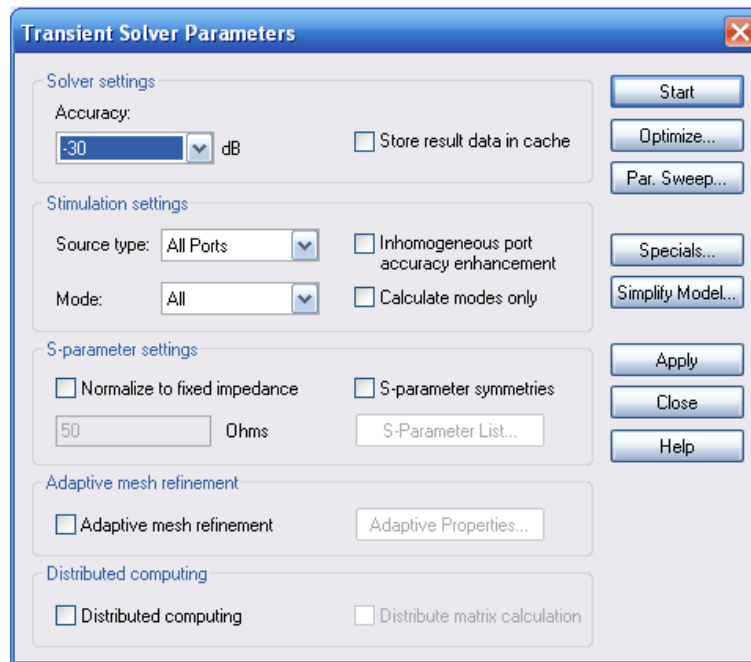 Transient Solver Parameters
Solver settings
Accuracy:
-30 dB
Store result data in cache
Stimulation settings
Source type: All Ports
Inhomogeneous port
accuracy enhancement
Mode: All
Calculate modes only
S-parameter settings
Normalize to fixed impedance
S-parameter symmetries
50 Ohms
S-Parameter List...
Adaptive mesh refinement
Adaptive mesh refinement
Adaptive Properties...
Distributed computing
Distributed computing
Distribute matrix calculation
Start
Optimize...
Par. Sweep...
Specials...
Simplify Model...
Apply
Close
Help